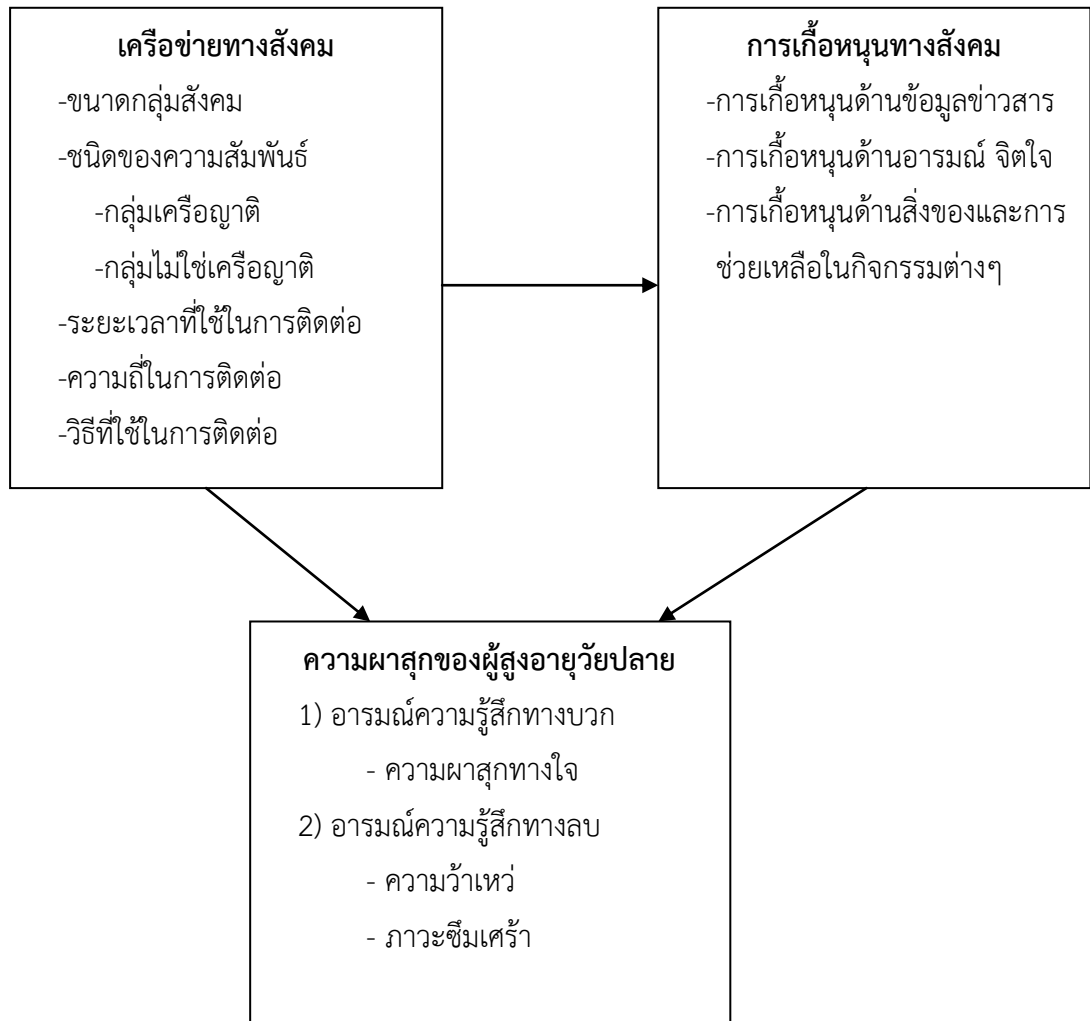 เครือข่ายทางสังคม
-ขนาดกลุ่มสังคม
-ชนิดของความสัมพันธ์
-กลุ่มเครือญาติ
-กลุ่มไม่ใช่เครือญาติ
-ระยะเวลาที่ใช้ในการติดต่อ
-ความถี่ในการติดต่อ
-วิธีที่ใช้ในการติดต่อ
การเกื้อหนุนทางสังคม
-การเกื้อหนุนด้านข้อมูลข่าวสาร
-การเกื้อหนุนด้านอารมณ์ จิตใจ
-การเกื้อหนุนด้านสิ่งของและการ
ช่วยเหลือในกิจกรรมต่างๆ
ความผาสุกของผู้สูงอายุวัยปลาย
1) อารมณ์ความรู้สึกทางบวก
- ความผาสุกทางใจ
2) อารมณ์ความรู้สึกทางลบ
- ความว้าเหว่
- ภาวะซึมเศร้า